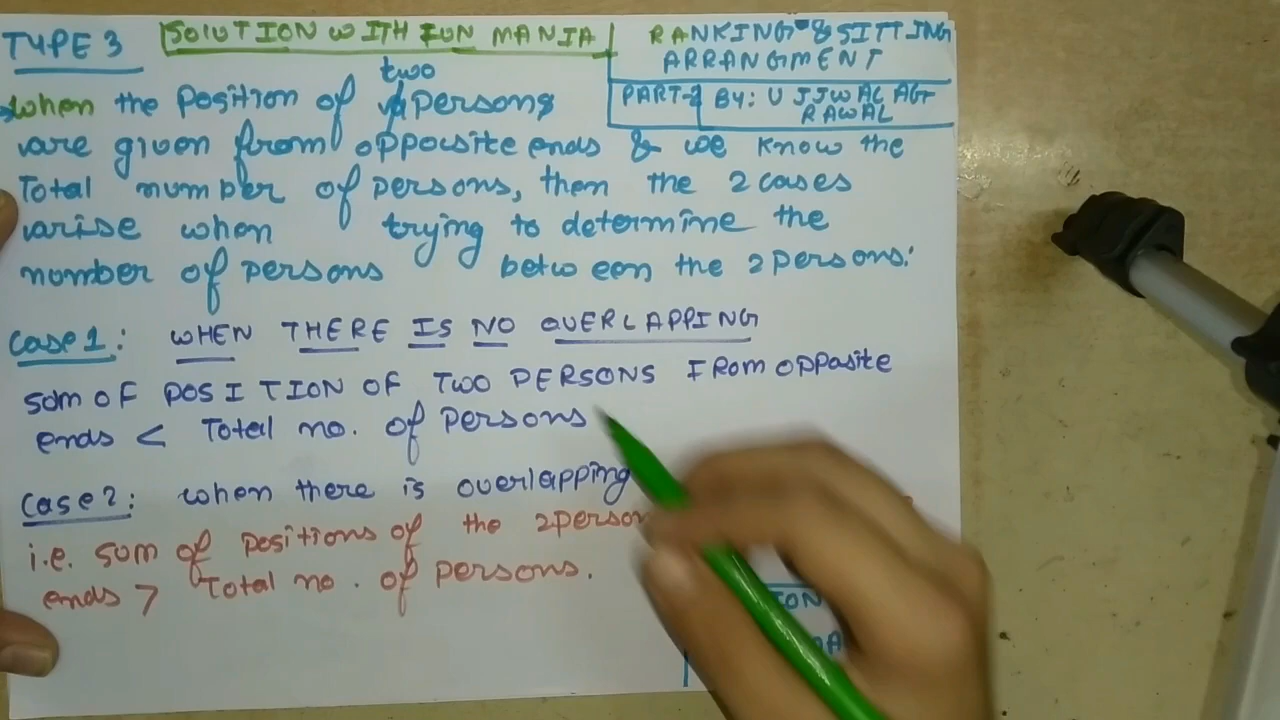 TYPE 3
SOLUTION WITH FUN MANIA
RANKING & SITTING
ARRANGMENT
PART-2
BY: UJJWAL AGT
RAWAL
two
When the position of persons
are given from opposite ends & we know the
Total number of persons, then the 2 cases
arise when trying to determine the
number of persons between the 2 persons:
Case 1: WHEN THERE IS NO OVERLAPPING
SUM OF POSITION OF TWO PERSONS FROM opposite
ends < Total no. of persons
Case 2: when there is overlapping
i.e. sum of positions of the 2 person
ends > Total no. of persons.